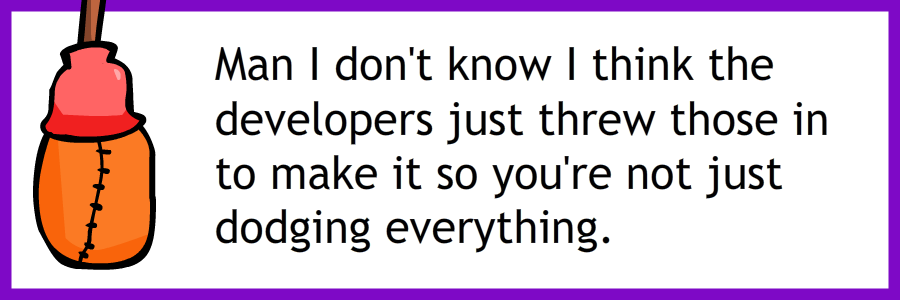 Man I don't know I think the
developers just threw those in
to make it so you're not just
dodging everything.